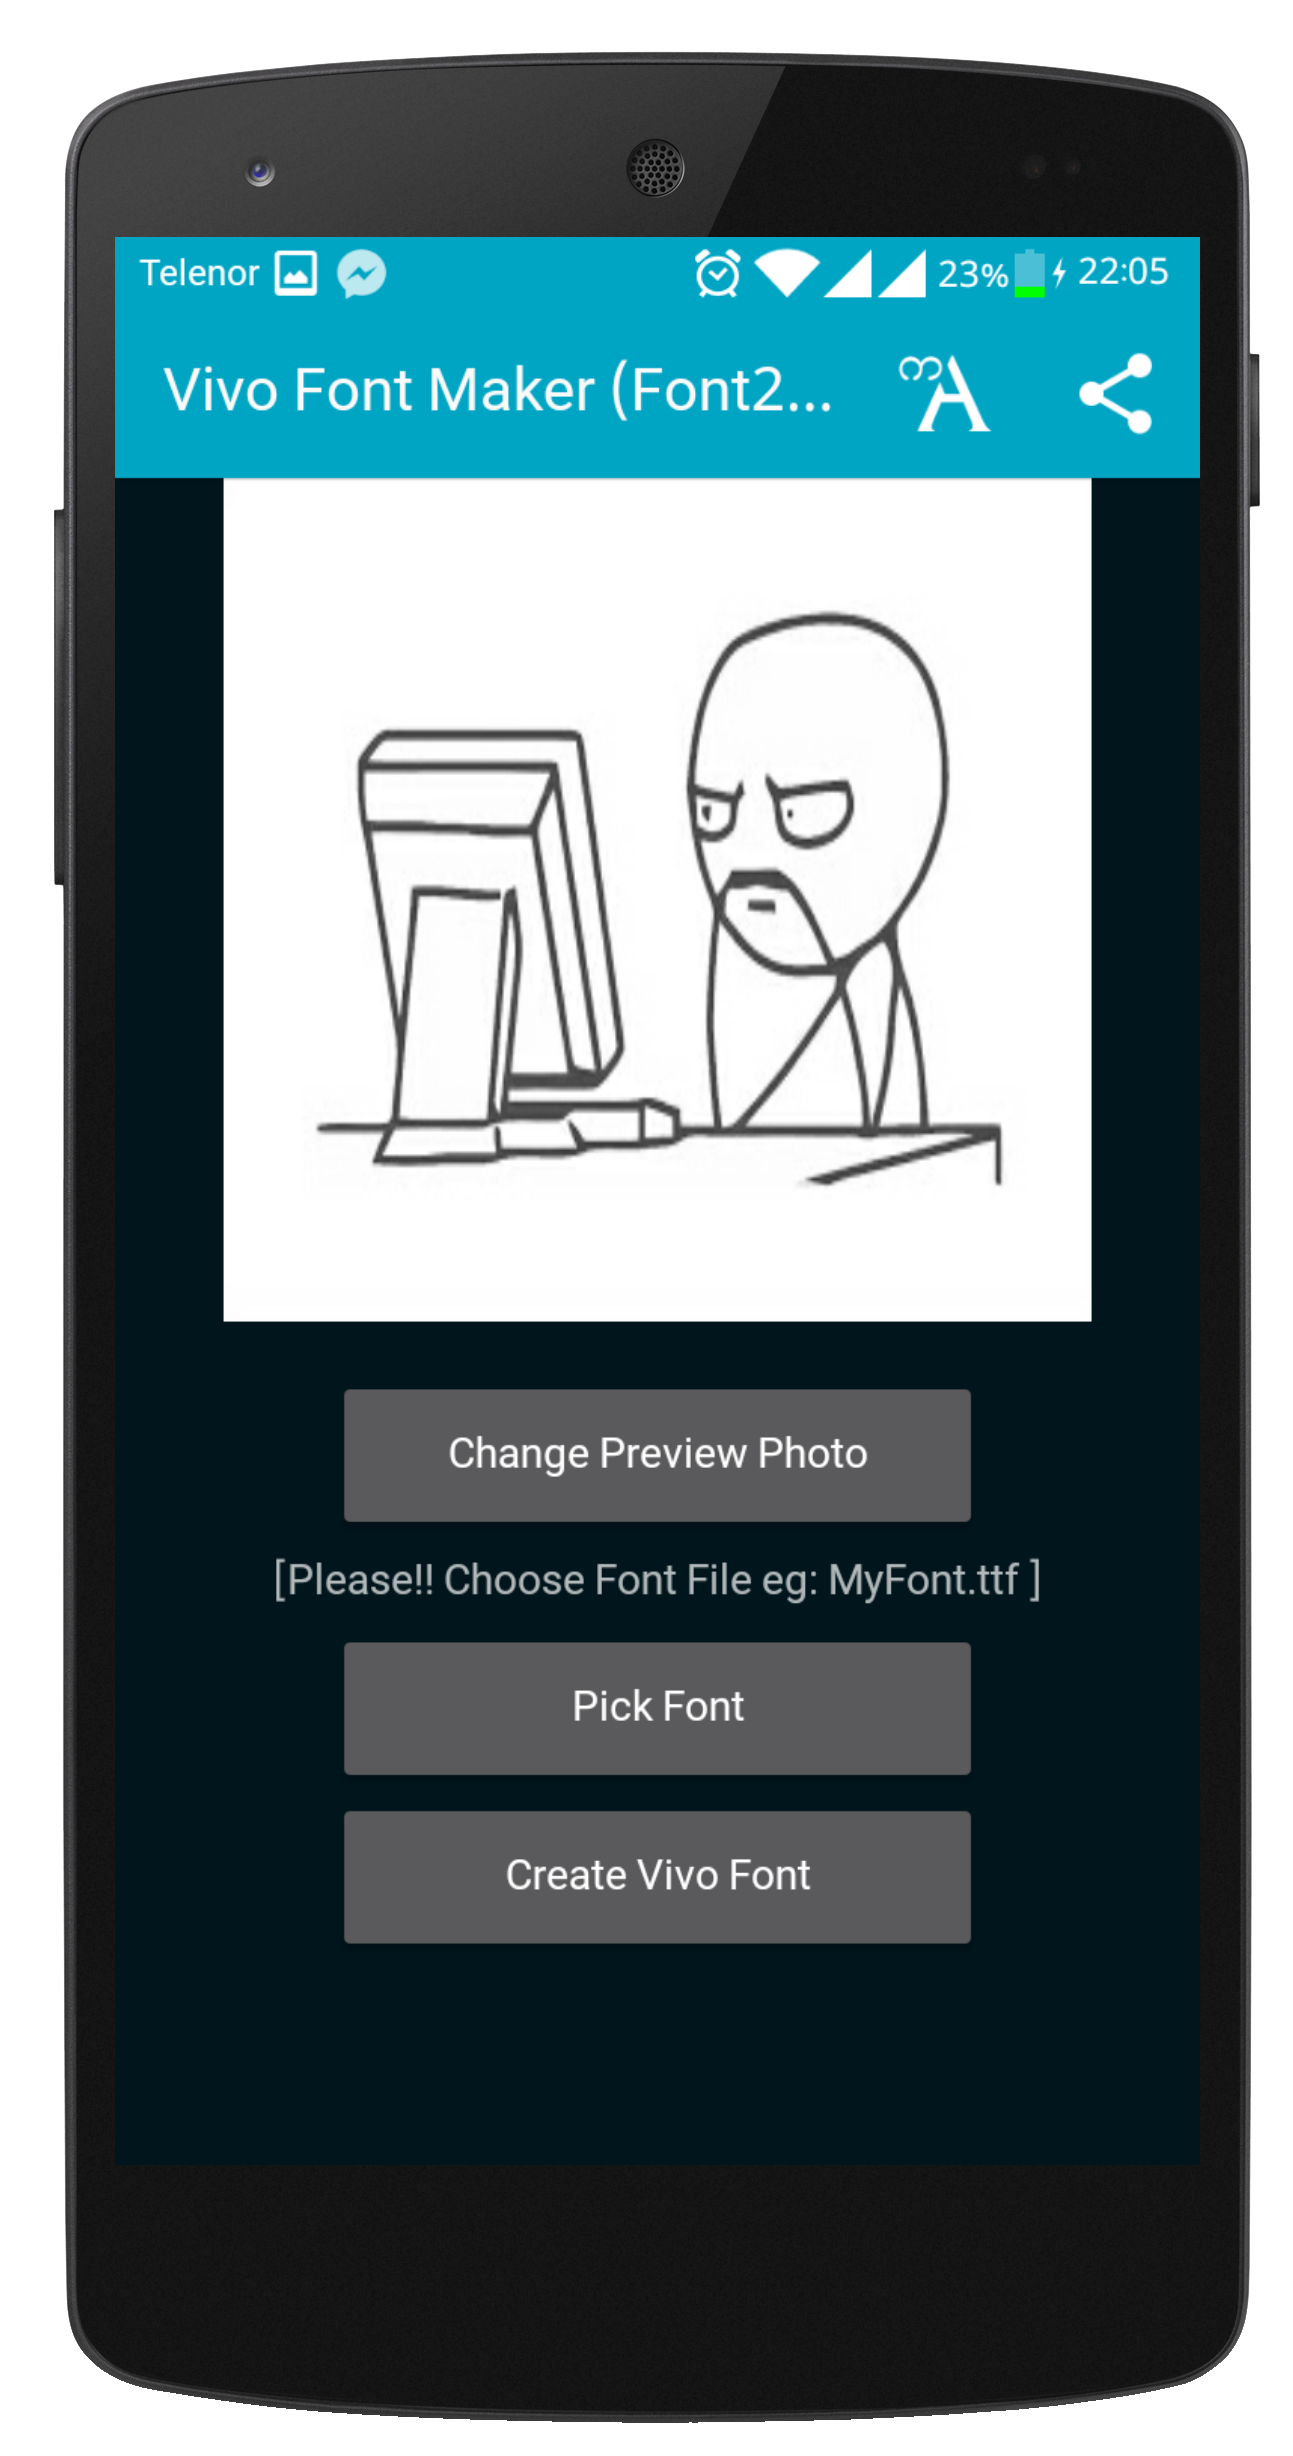 Telenor 23% 22:05
Vivo Font Maker (Font2...
Change Preview Photo
[Please!! Choose Font File eg: MyFont.ttf ]
Pick Font
Create Vivo Font